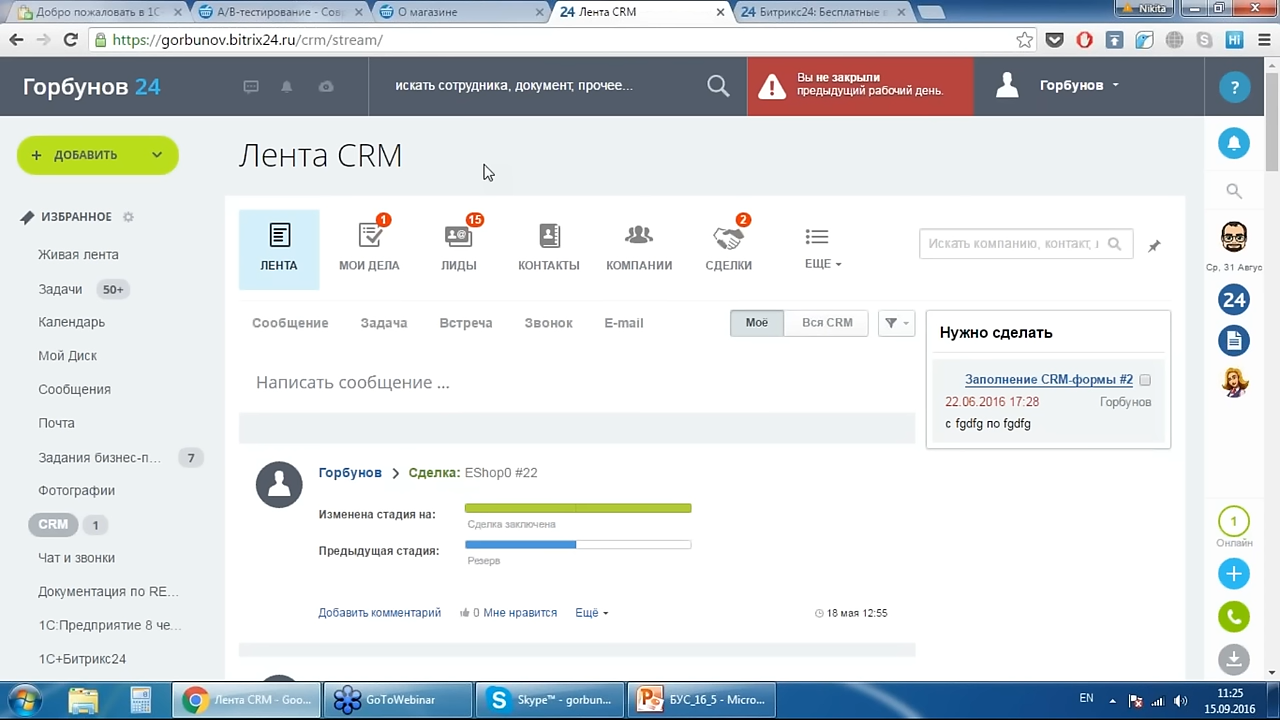 Добро пожаловать в 1С
А/В-тестирование - Совр
О магазине
24 Лента CRM
24 Битрикс24: Бесплатные в
Nikita
https://gorbunov.bitrix24.ru/crm/stream/
Hi
Горбунов 24
искать сотрудника, документ, прочее...
Вы не закрыли
предыдущий рабочий день.
Горбунов
?
+ ДОБАВИТЬ
Лента CRM
ИЗБРАННОЕ
Живая лента
Задачи 50+
Календарь
Мой Диск
Сообщения
Почта
Задания бизнес-п... 7
Фотографии
CRM 1
Чат и звонки
Документация по RE...
1С:Предприятие 8 че...
1С+Битрикс24
1 15 2
ЛЕНТА МОИ ДЕЛА ЛИДЫ КОНТАКТЫ КОМПАНИИ СДЕЛКИ ЕЩЕ
Искать компанию, контакт, л
Сообщение Задача Встреча Звонок E-mail
Моё Вся CRM
Написать сообщение ...
Нужно сделать
Заполнение CRM-формы #2
22.06.2016 17:28 Горбунов
с fgdfg по fgdfg
Горбунов > Сделка: EShop0 #22
Изменена стадия на:
Сделка заключена
Предыдущая стадия:
Резерв
Добавить комментарий 0 Мне нравится Ещё 18 мая 12:55
Ср, 31 Авгус
24
1
Онлайн
Лента CRM - Goo...
GoToWebinar
Skype™ - gorbun...
БУС_16_5 - Micro...
EN
11:25
15.09.2016